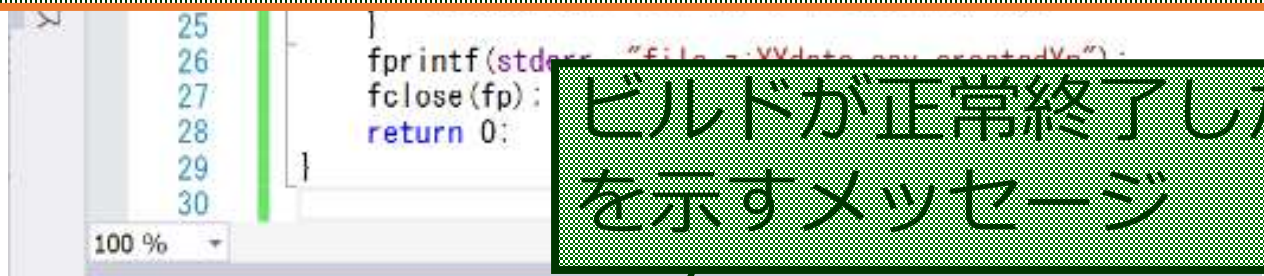 25 }
26 fprintf(stderr, "file z:¥¥data.csv created¥n");
27 fclose(fp);
28 return 0;
29 }
30
100 %
ビルドが正常終了した
を示すメッセージ